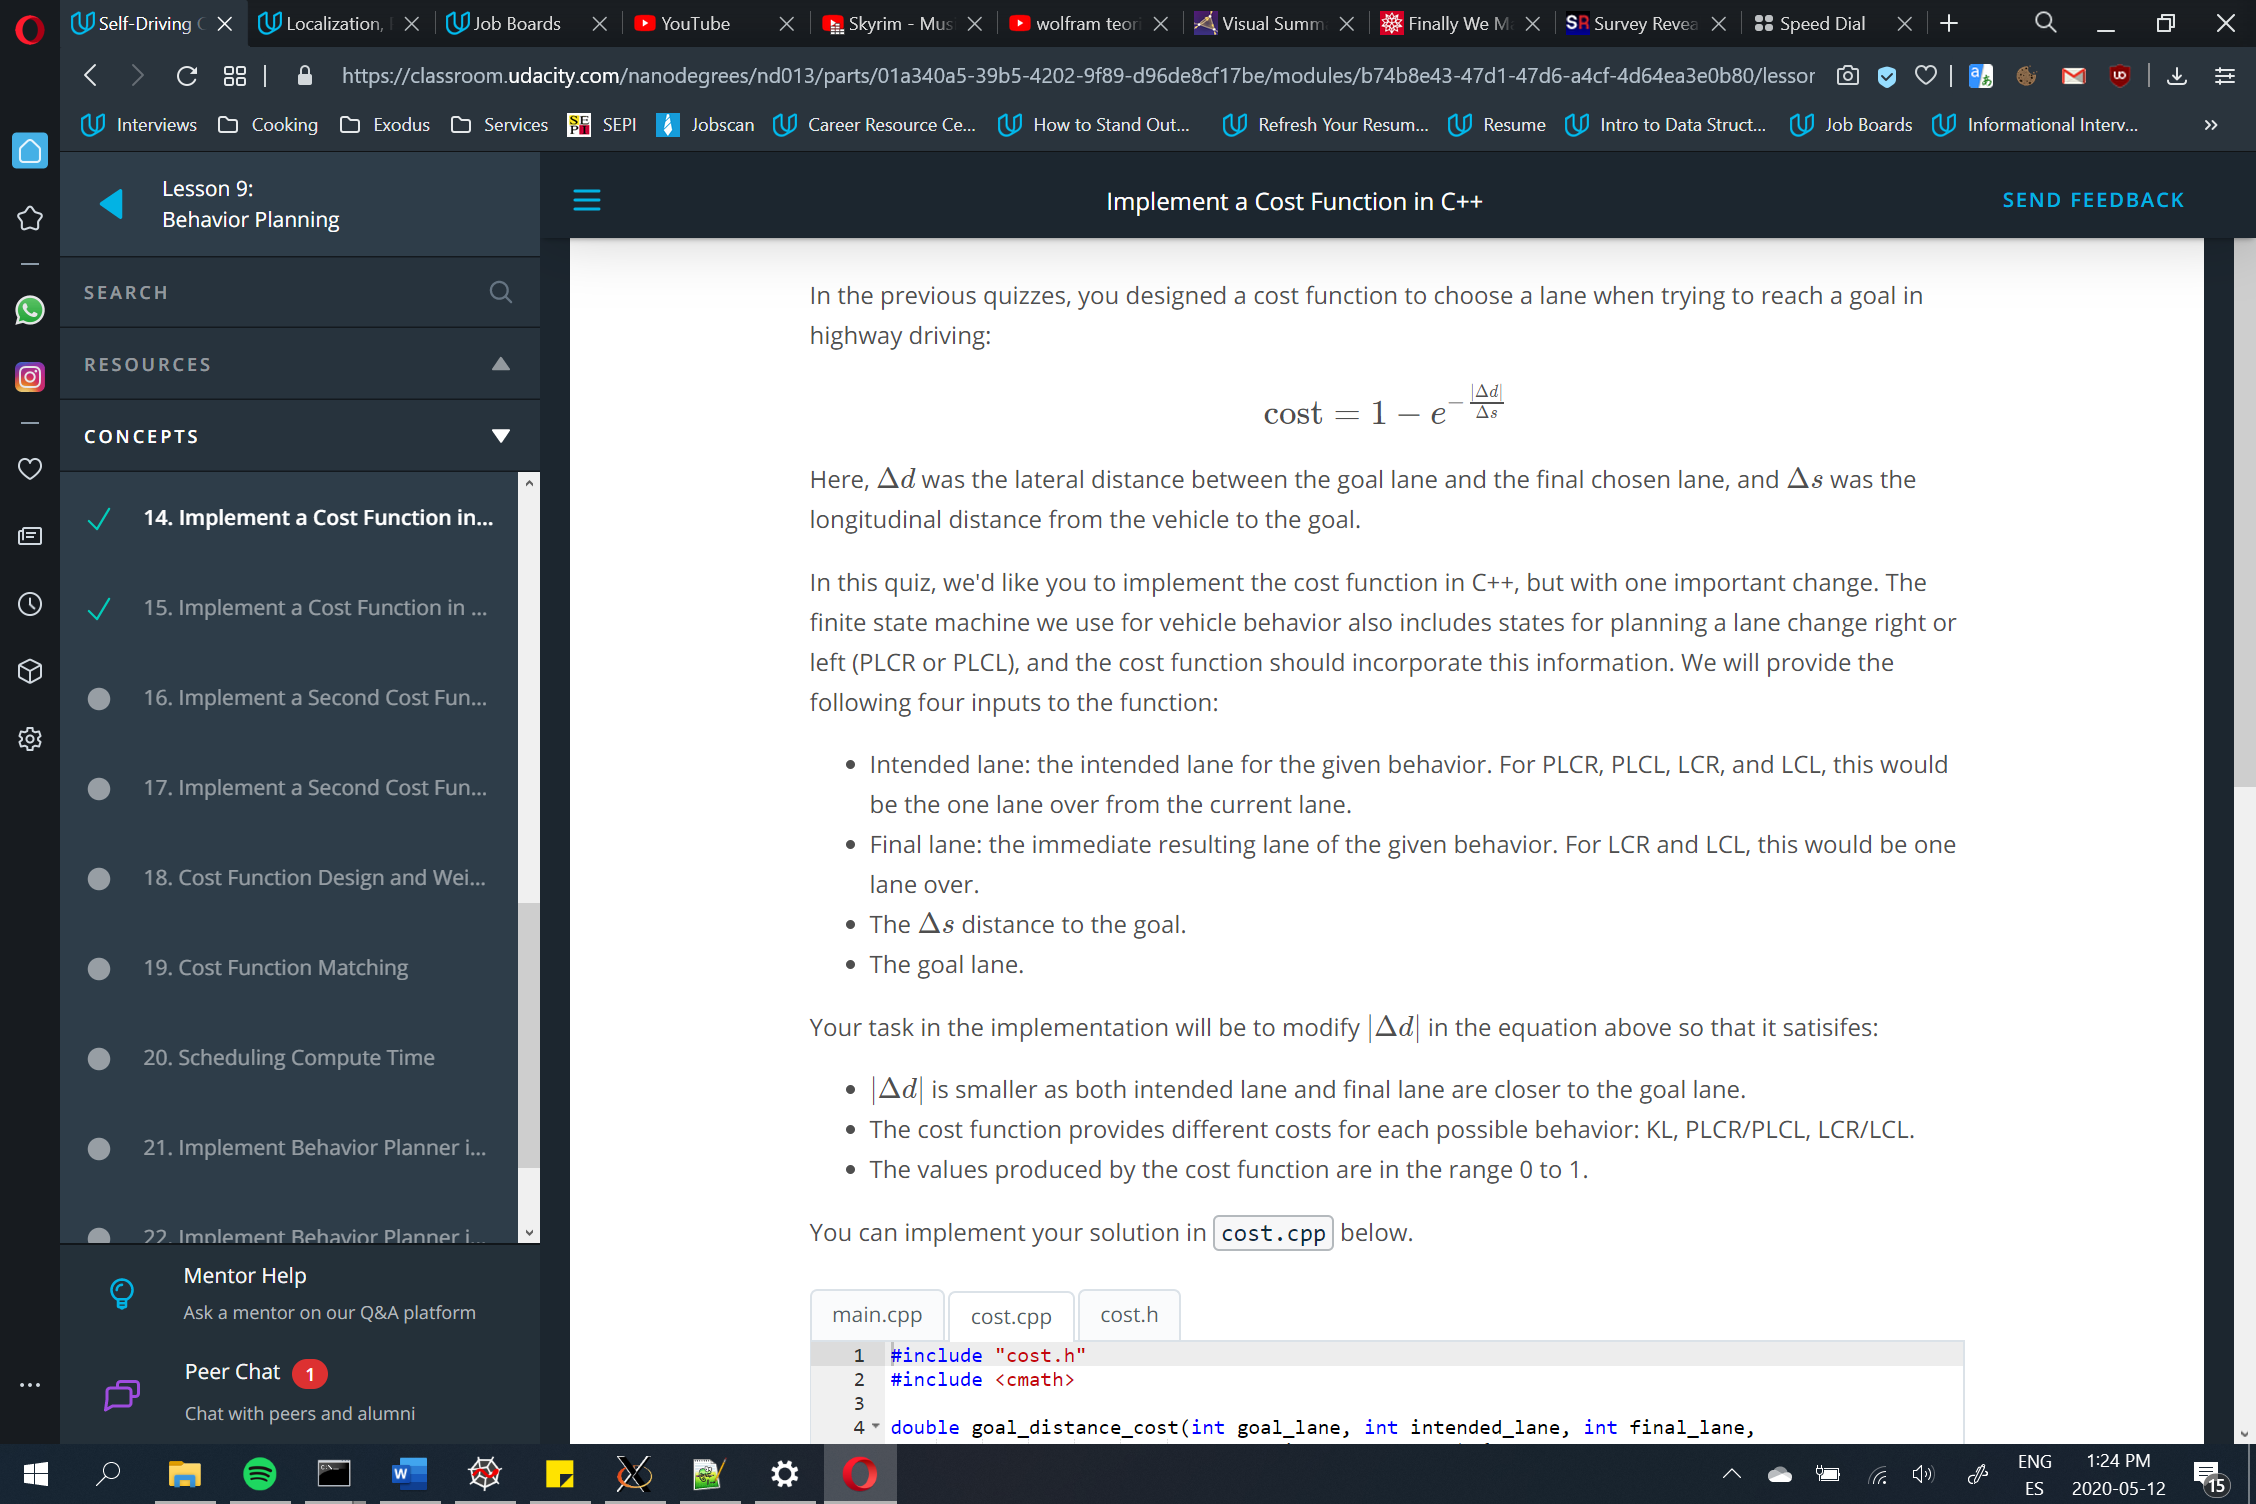 Self-Driving
Localization,
Job Boards
YouTube
Skyrim - Mus
wolfram teor
Visual Summ
Finally We M
SR Survey Revea
Speed Dial
https://classroom.udacity.com/nanodegrees/nd013/parts/01a340a5-39b5-4202-9f89-d96de8cf17be/modules/b74b8e43-47d1-47d6-a4cf-4d64ea3e0b80/lessor
Interviews Cooking Exodus Services SEPI Jobscan Career Resource Ce... How to Stand Out... Refresh Your Resum... Resume Intro to Data Struct... Job Boards Informational Interv... »
Lesson 9:
Behavior Planning
SEARCH
RESOURCES
CONCEPTS
14. Implement a Cost Function in...
15. Implement a Cost Function in ...
16. Implement a Second Cost Fun...
17. Implement a Second Cost Fun...
18. Cost Function Design and Wei...
19. Cost Function Matching
20. Scheduling Compute Time
21. Implement Behavior Planner i...
22. Implement Behavior Planner i...
Mentor Help
Ask a mentor on our Q&A platform
Peer Chat 1
Chat with peers and alumni
Implement a Cost Function in C++
SEND FEEDBACK
In the previous quizzes, you designed a cost function to choose a lane when trying to reach a goal in
highway driving:
cost = 1 − e^{−|Δd|/Δs}
Here, Δd was the lateral distance between the goal lane and the final chosen lane, and Δs was the
longitudinal distance from the vehicle to the goal.
In this quiz, we'd like you to implement the cost function in C++, but with one important change. The
finite state machine we use for vehicle behavior also includes states for planning a lane change right or
left (PLCR or PLCL), and the cost function should incorporate this information. We will provide the
following four inputs to the function:
• Intended lane: the intended lane for the given behavior. For PLCR, PLCL, LCR, and LCL, this would
be the one lane over from the current lane.
• Final lane: the immediate resulting lane of the given behavior. For LCR and LCL, this would be one
lane over.
• The Δs distance to the goal.
• The goal lane.
Your task in the implementation will be to modify |Δd| in the equation above so that it satisifes:
• |Δd| is smaller as both intended lane and final lane are closer to the goal lane.
• The cost function provides different costs for each possible behavior: KL, PLCR/PLCL, LCR/LCL.
• The values produced by the cost function are in the range 0 to 1.
You can implement your solution in cost.cpp below.
main.cpp cost.cpp cost.h
1 #include "cost.h"
2 #include <cmath>
3
4 double goal_distance_cost(int goal_lane, int intended_lane, int final_lane,
ENG
ES
1:24 PM
2020-05-12
15